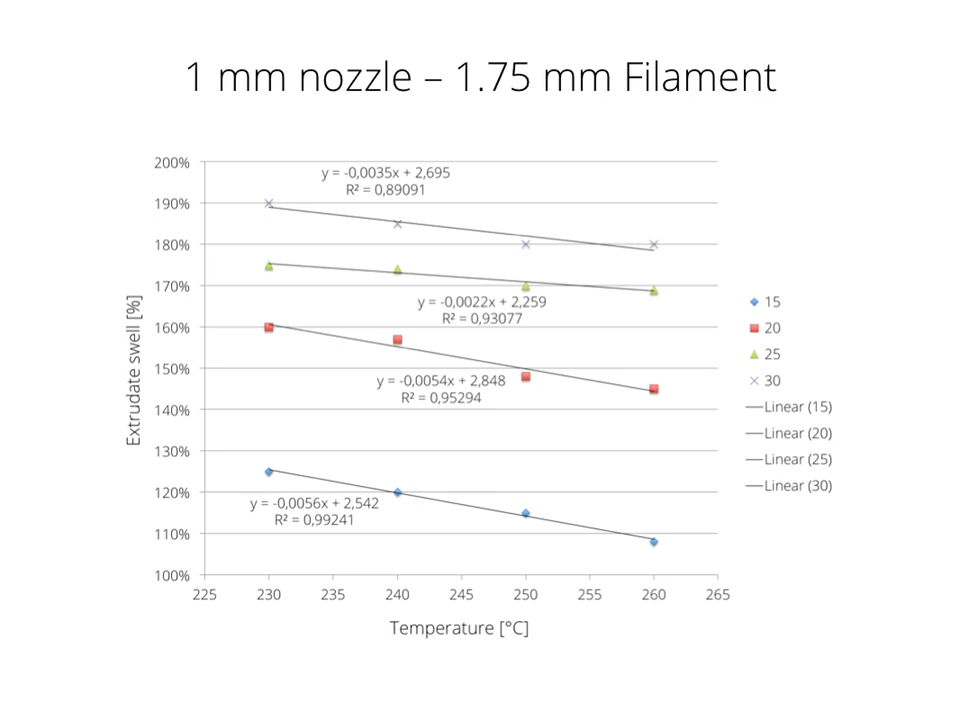 1 mm nozzle – 1.75 mm Filament
200%
190%
180%
170%
160%
150%
140%
130%
120%
110%
100%
Extrudate swell [%]
y = -0,0035x + 2,695
R² = 0,89091
y = -0,0022x + 2,259
R² = 0,93077
y = -0,0054x + 2,848
R² = 0,95294
y = -0,0056x + 2,542
R² = 0,99241
225
230
235
240
245
250
255
260
265
Temperature [°C]
15
20
25
30
Linear (15)
Linear (20)
Linear (25)
Linear (30)